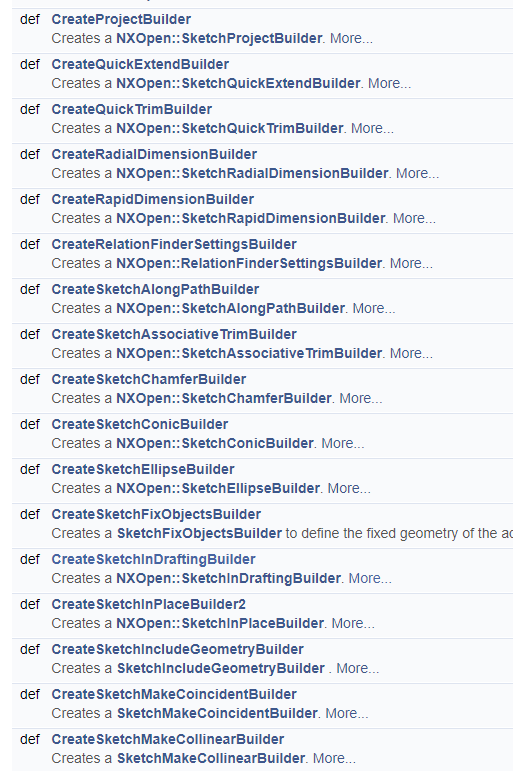 def CreateProjectBuilder
Creates a NXOpen::SketchProjectBuilder. More...
def CreateQuickExtendBuilder
Creates a NXOpen::SketchQuickExtendBuilder. More...
def CreateQuickTrimBuilder
Creates a NXOpen::SketchQuickTrimBuilder. More...
def CreateRadialDimensionBuilder
Creates a NXOpen::SketchRadialDimensionBuilder. More...
def CreateRapidDimensionBuilder
Creates a NXOpen::SketchRapidDimensionBuilder. More...
def CreateRelationFinderSettingsBuilder
Creates a NXOpen::RelationFinderSettingsBuilder. More...
def CreateSketchAlongPathBuilder
Creates a NXOpen::SketchAlongPathBuilder. More...
def CreateSketchAssociativeTrimBuilder
Creates a NXOpen::SketchAssociativeTrimBuilder. More...
def CreateSketchChamferBuilder
Creates a NXOpen::SketchChamferBuilder. More...
def CreateSketchConicBuilder
Creates a NXOpen::SketchConicBuilder. More...
def CreateSketchEllipseBuilder
Creates a NXOpen::SketchEllipseBuilder. More...
def CreateSketchFixObjectsBuilder
Creates a SketchFixObjectsBuilder to define the fixed geometry of the
def CreateSketchInDraftingBuilder
Creates a NXOpen::SketchInDraftingBuilder. More...
def CreateSketchInPlaceBuilder2
Creates a NXOpen::SketchInPlaceBuilder. More...
def CreateSketchIncludeGeometryBuilder
Creates a SketchIncludeGeometryBuilder . More...
def CreateSketchMakeCoincidentBuilder
Creates a SketchMakeCoincidentBuilder. More...
def CreateSketchMakeCollinearBuilder
Creates a SketchMakeCollinearBuilder. More...